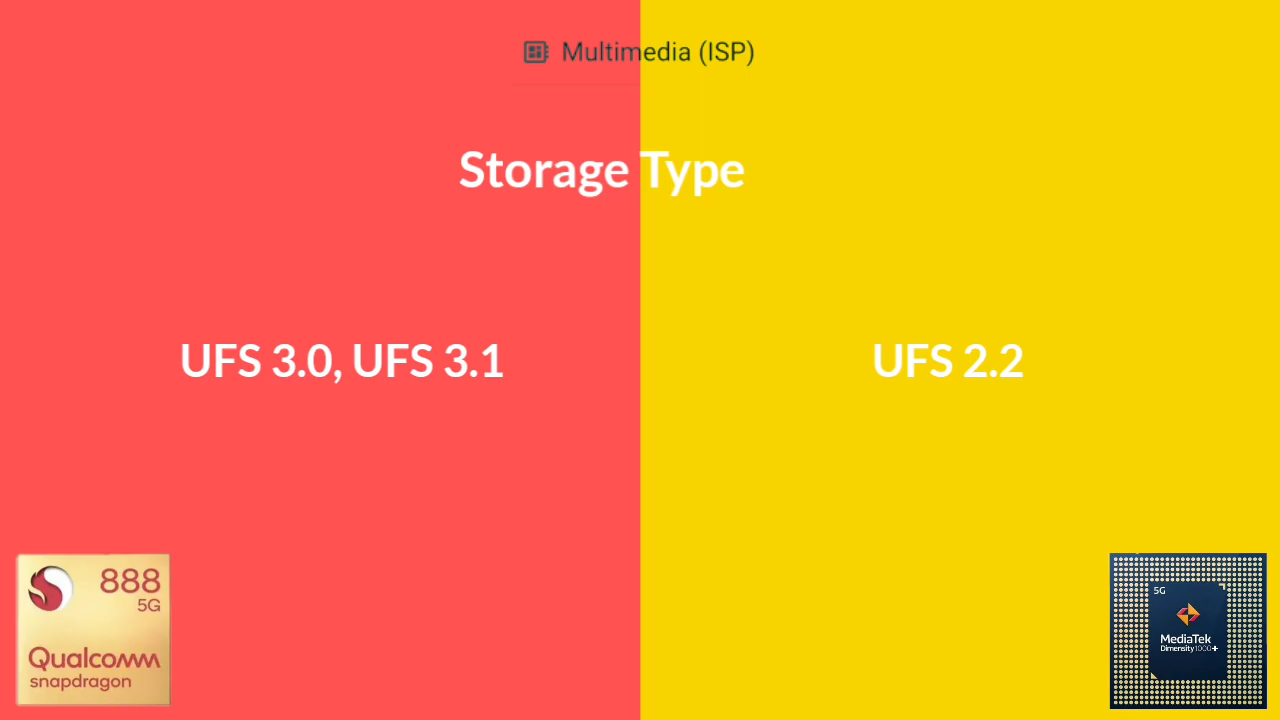 Multimedia (ISP)
Storage Type
UFS 3.0, UFS 3.1
UFS 2.2
888
5G
Qualcomm
snapdragon
5G
MediaTek
Dimensity 1000+